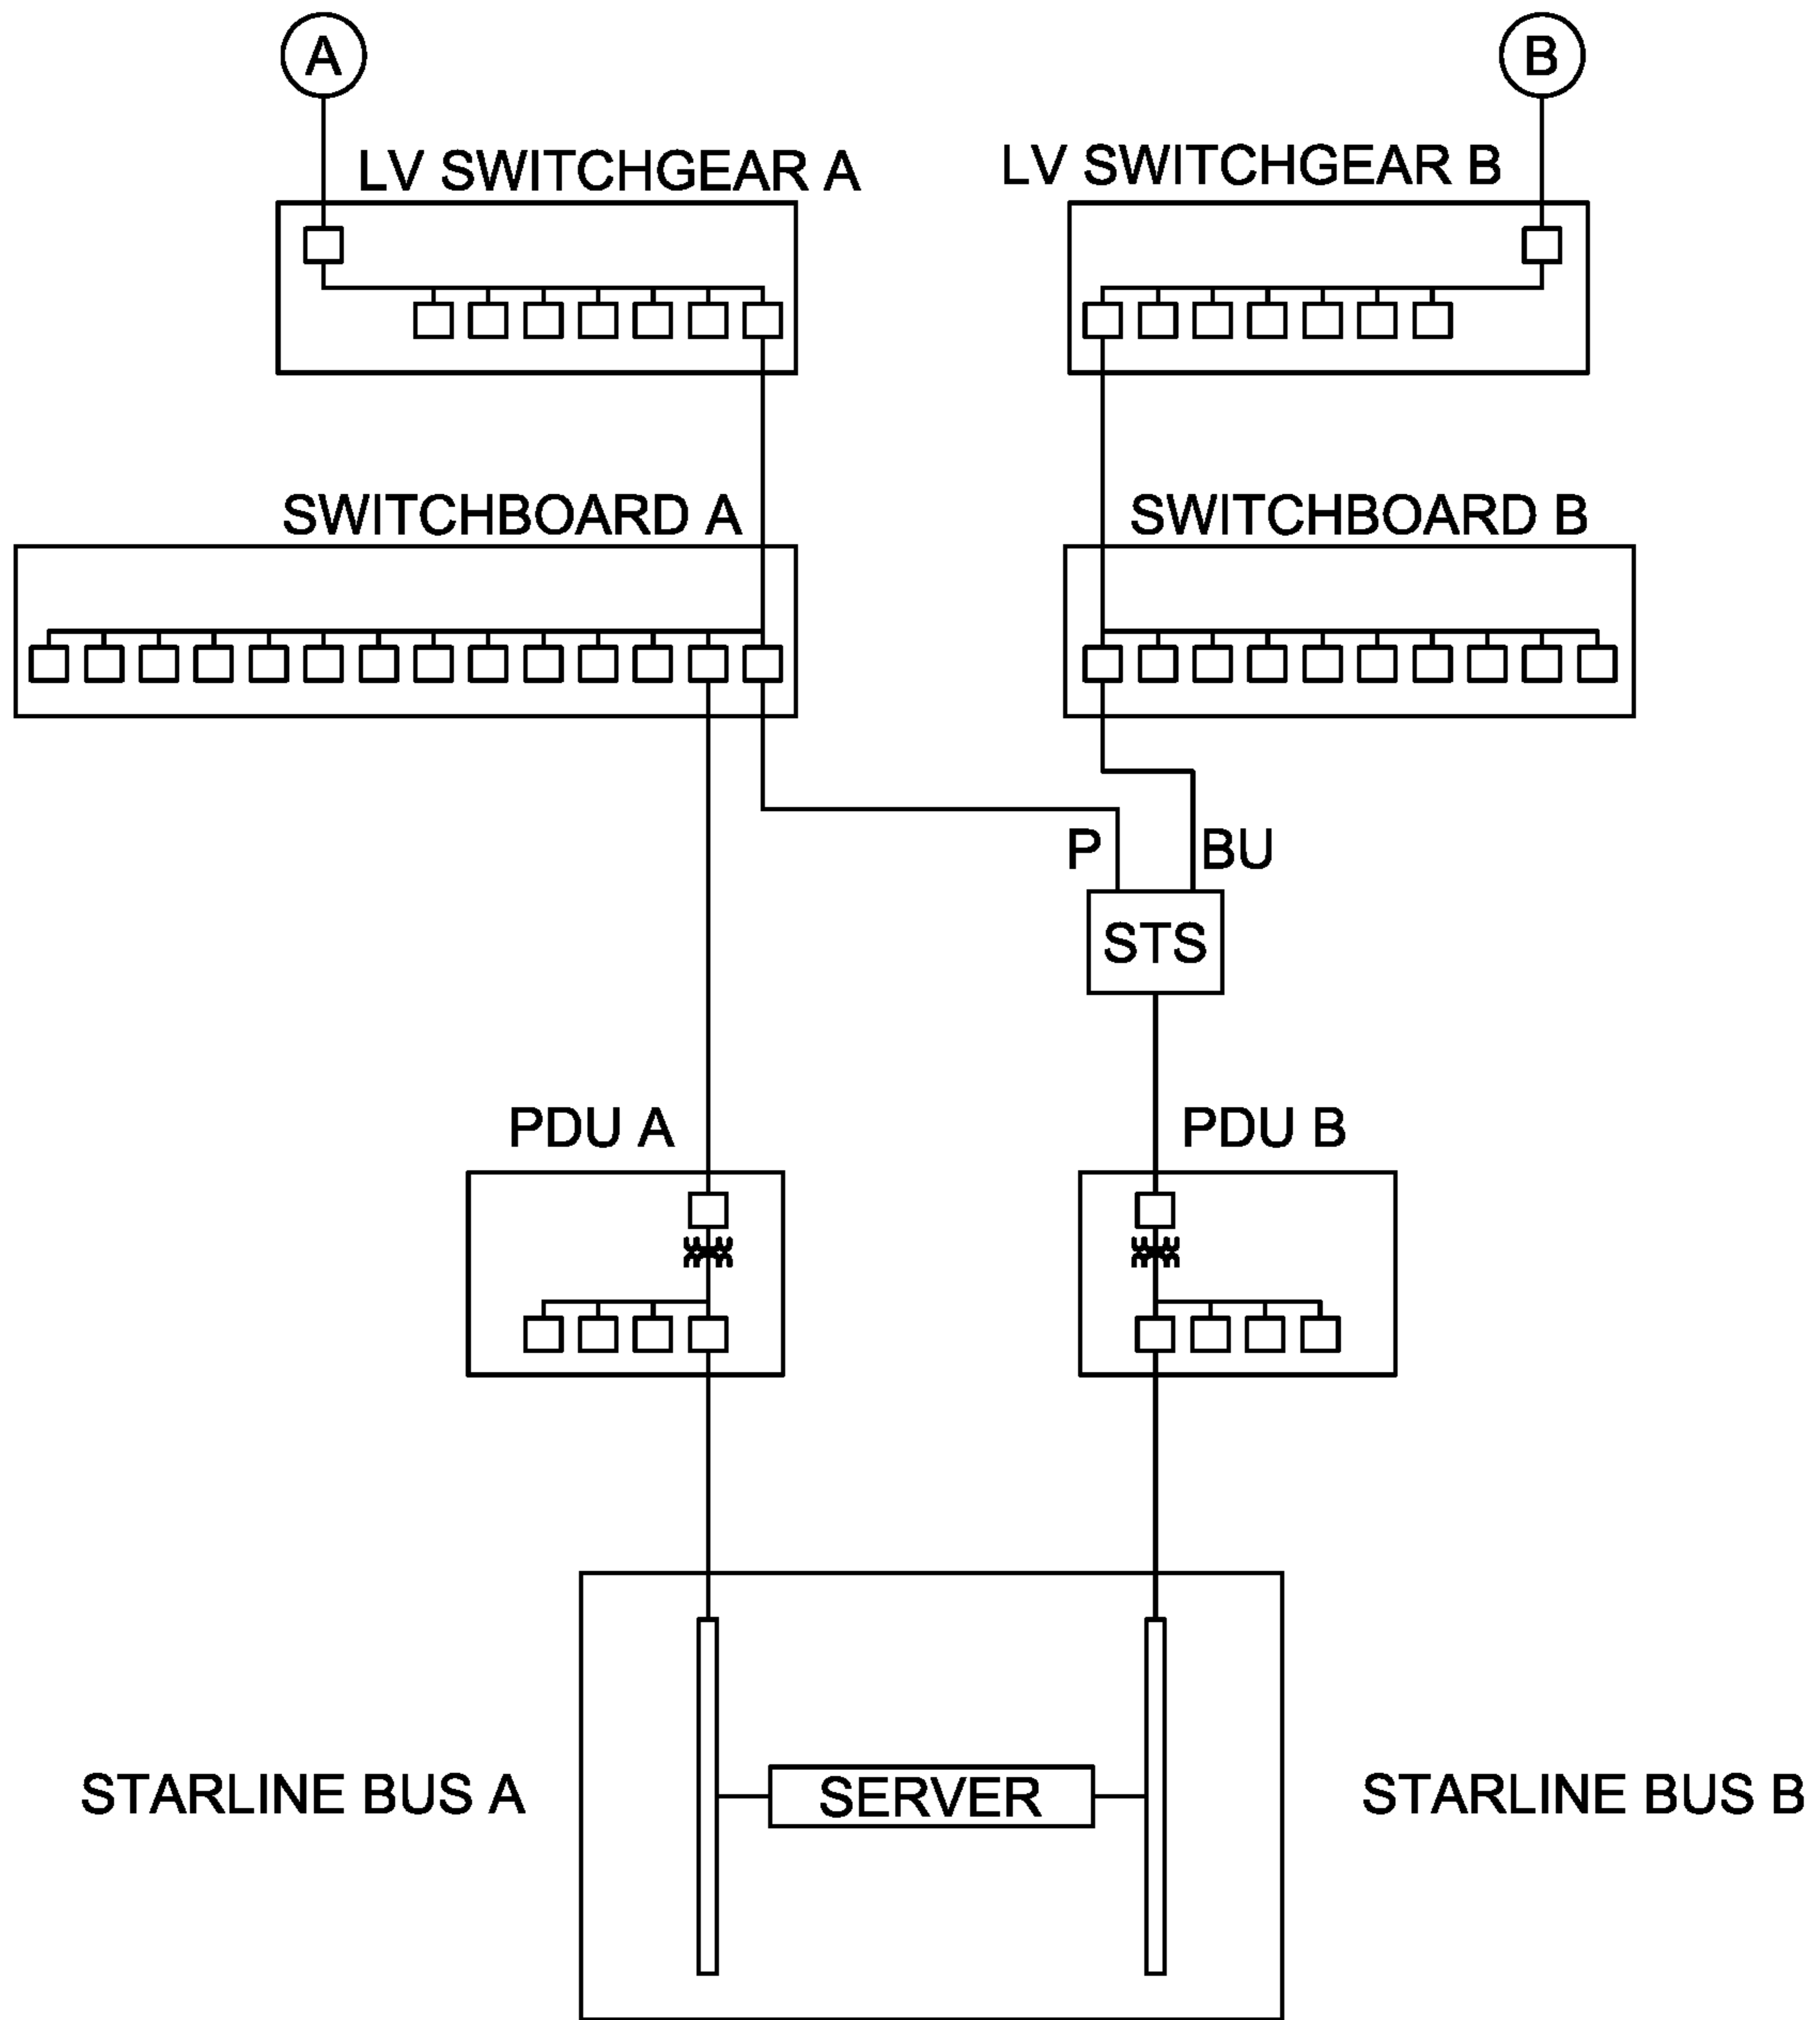 A
B
LV SWITCHGEAR A
LV SWITCHGEAR B
SWITCHBOARD A
SWITCHBOARD B
P
BU
STS
PDU A
PDU B
STARLINE BUS A
SERVER
STARLINE BUS B